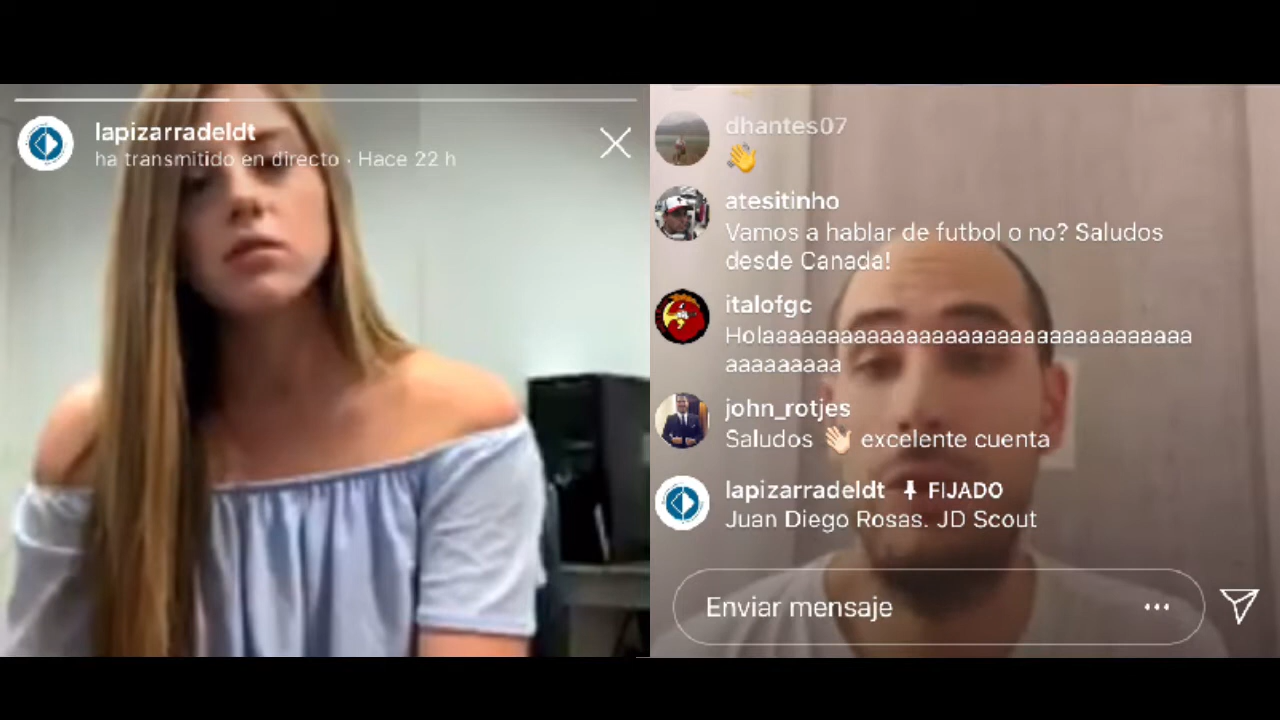 lapizarradeldt
ha transmitido en directo · Hace 22 h
dhantes07
👋
atesitinho
Vamos a hablar de futbol o no? Saludos
desde Canada!
italofgc
Holaaaaaaaaaaaaaaaaaaaaaaaaaaaaaaaaa
aaaaaaaaa
john_rotjes
Saludos 👋🏻 excelente cuenta
lapizarradeldt 📌 FIJADO
Juan Diego Rosas. JD Scout
Enviar mensaje